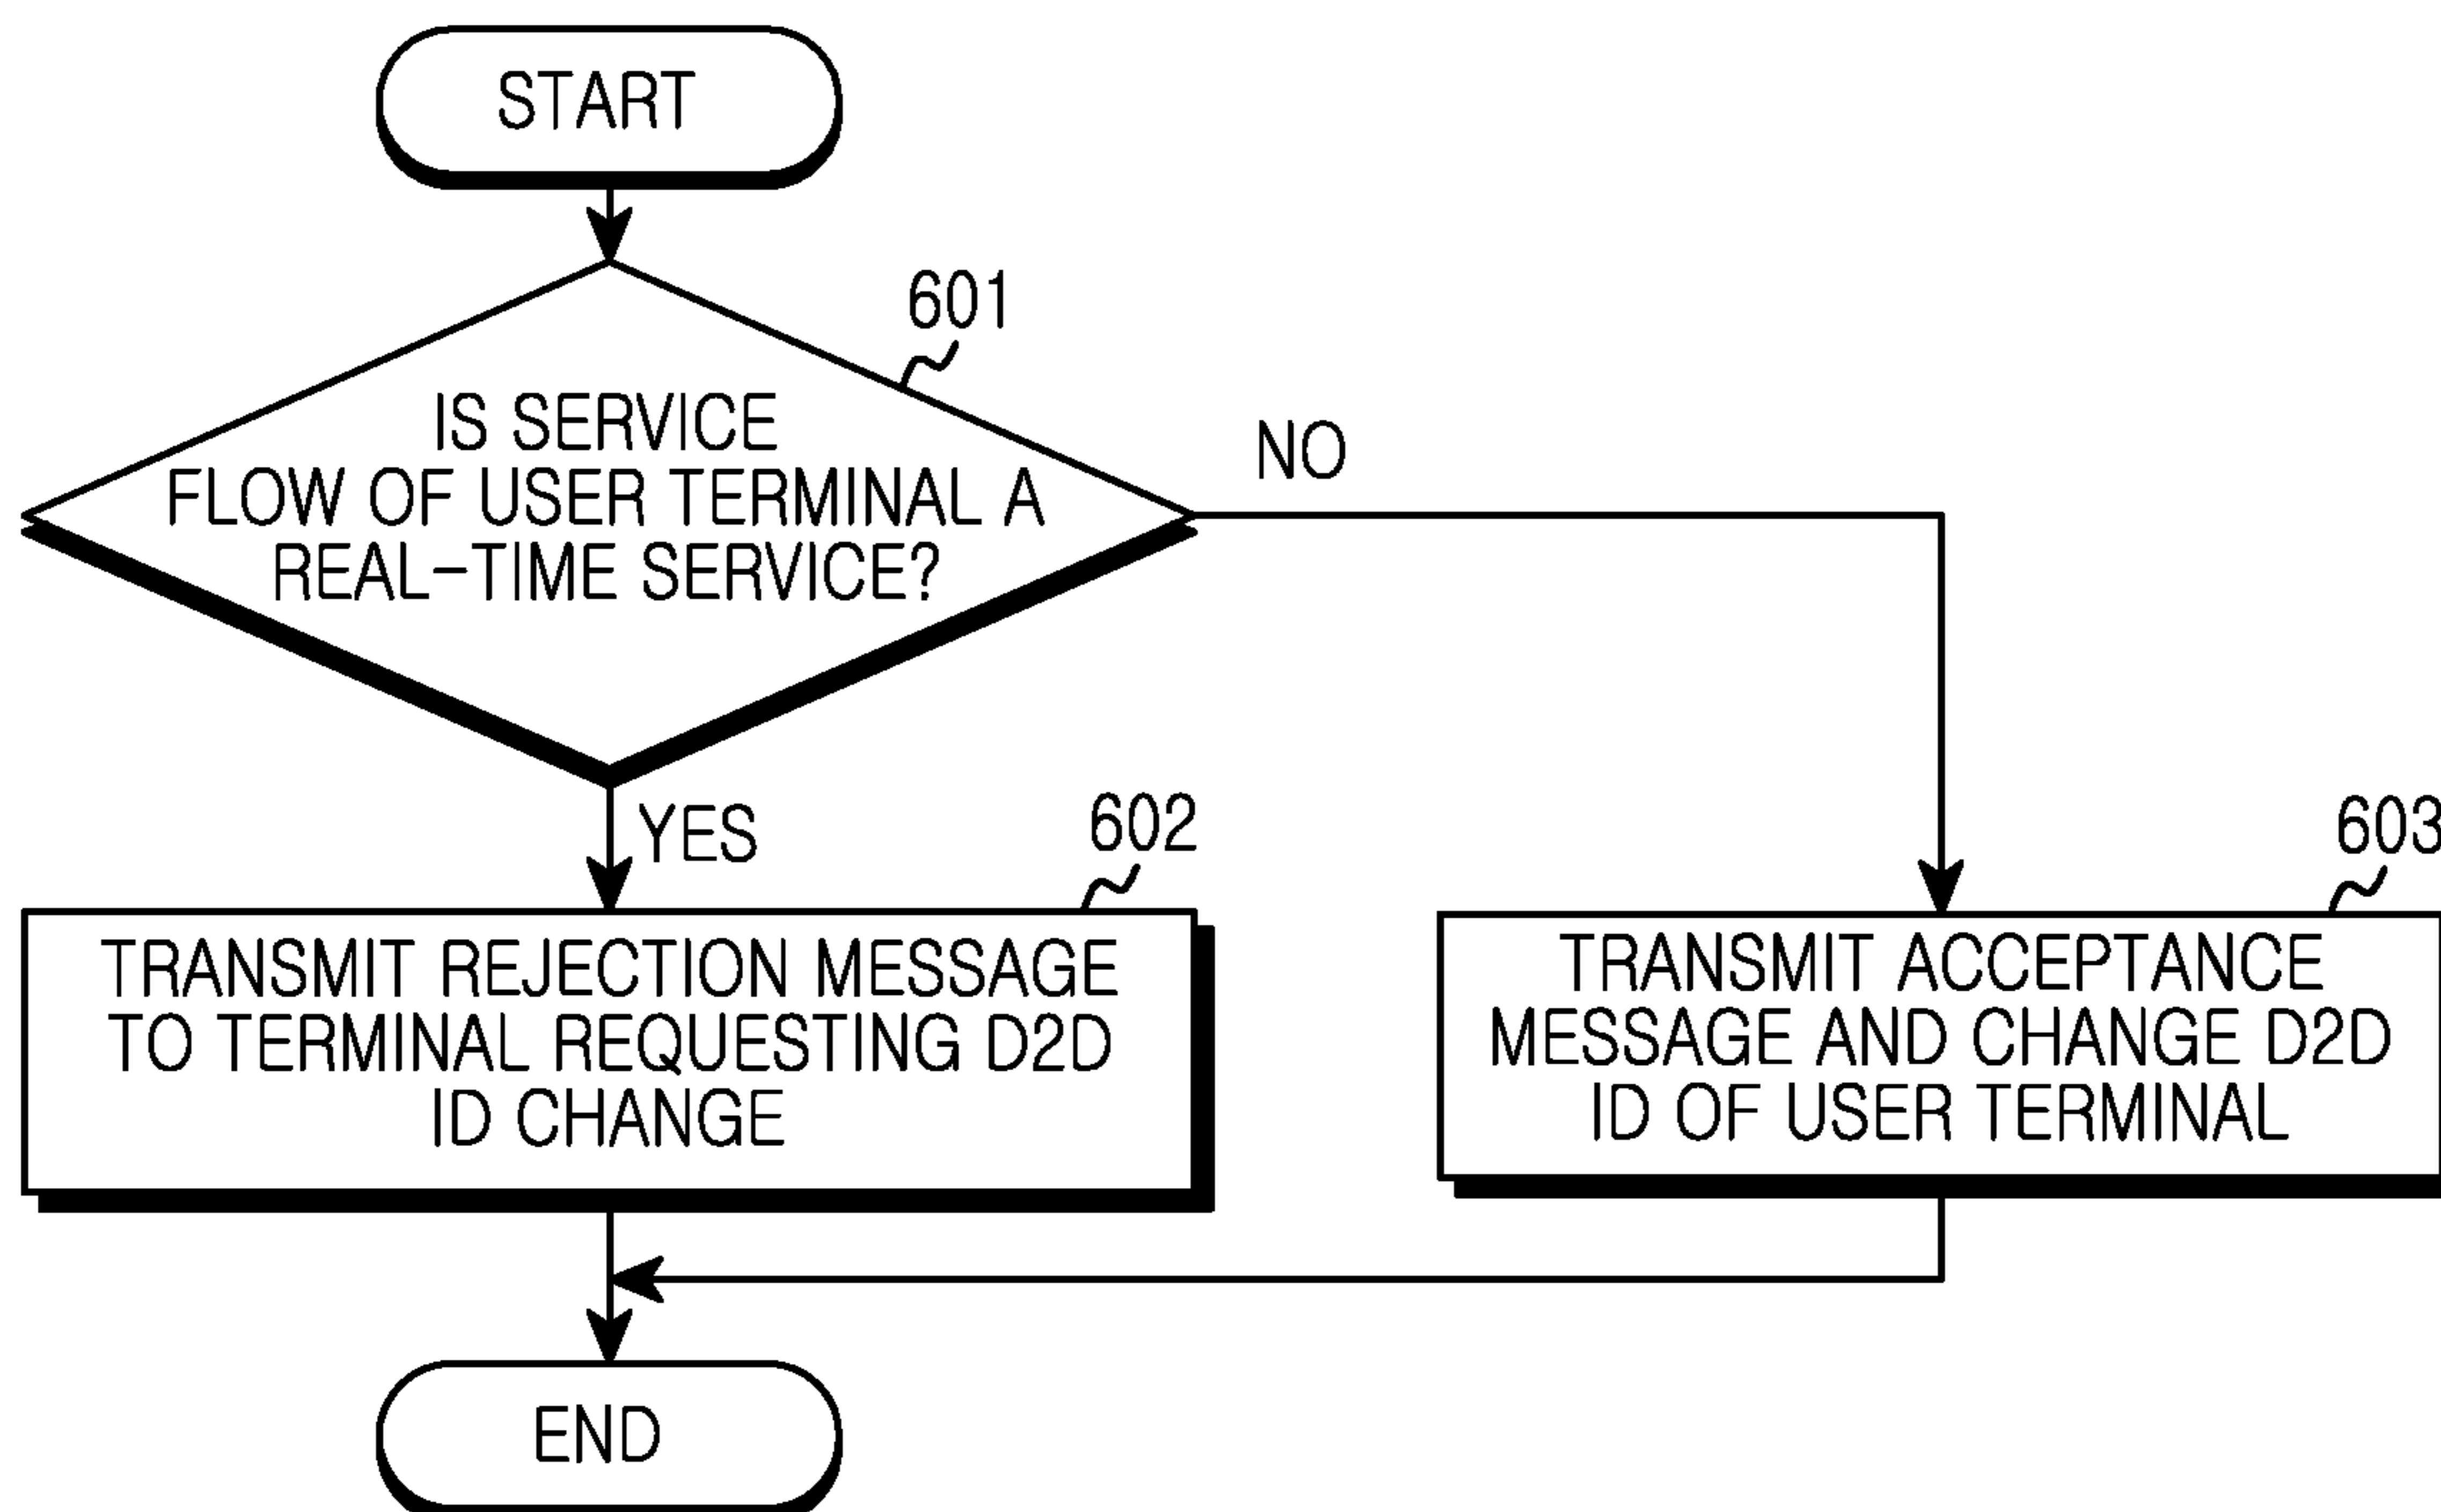 START
601
IS SERVICE
FLOW OF USER TERMINAL A
REAL-TIME SERVICE?
NO
YES
602
TRANSMIT REJECTION MESSAGE
TO TERMINAL REQUESTING D2D
ID CHANGE
603
TRANSMIT ACCEPTANCE
MESSAGE AND CHANGE D2D
ID OF USER TERMINAL
END